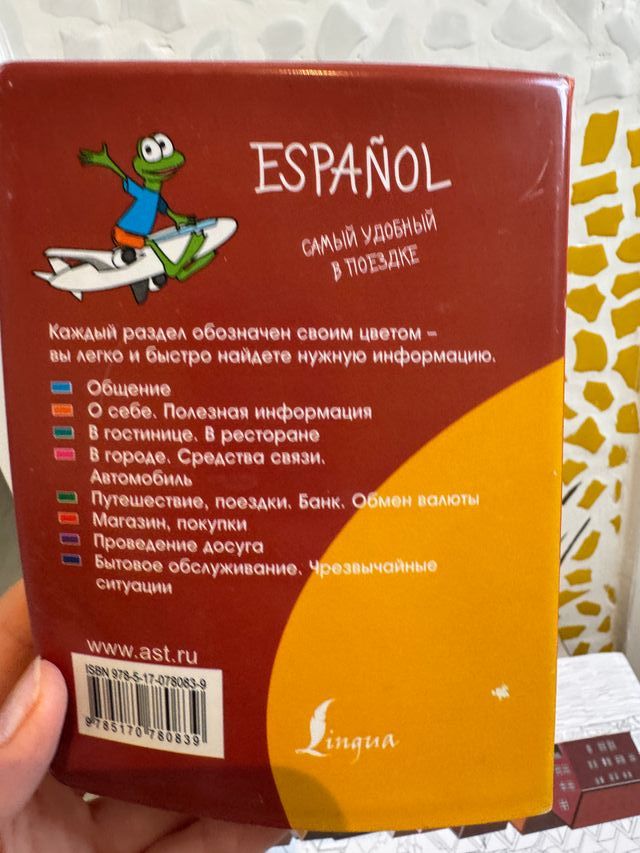 ESPAÑOL
САМЫЙ УДОБНЫЙ
В ПОЕЗДКЕ
Каждый раздел обозначен своим цветом –
вы легко и быстро найдете нужную информацию.
Общение
О себе. Полезная информация
В гостинице. В ресторане
В городе. Средства связи.
Автомобиль
Путешествие, поездки. Банк. Обмен валюты
Магазин, покупки
Проведение досуга
Бытовое обслуживание. Чрезвычайные
ситуации
www.ast.ru
ISBN 978-5-17-078083-9
9785170780839
Lingua